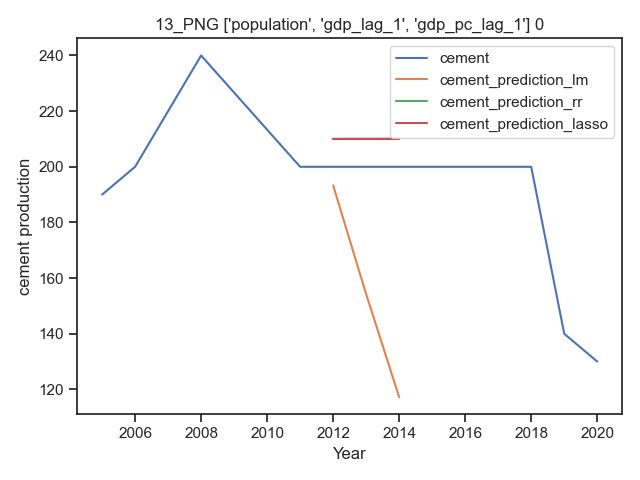 13_PNG ['population', 'gdp_lag_1', 'gdp_pc_lag_1'] 0
cement
cement_prediction_lm
cement_prediction_rr
cement_prediction_lasso
cement production
240
220
200
180
160
140
120
2006 2008 2010 2012 2014 2016 2018 2020
Year